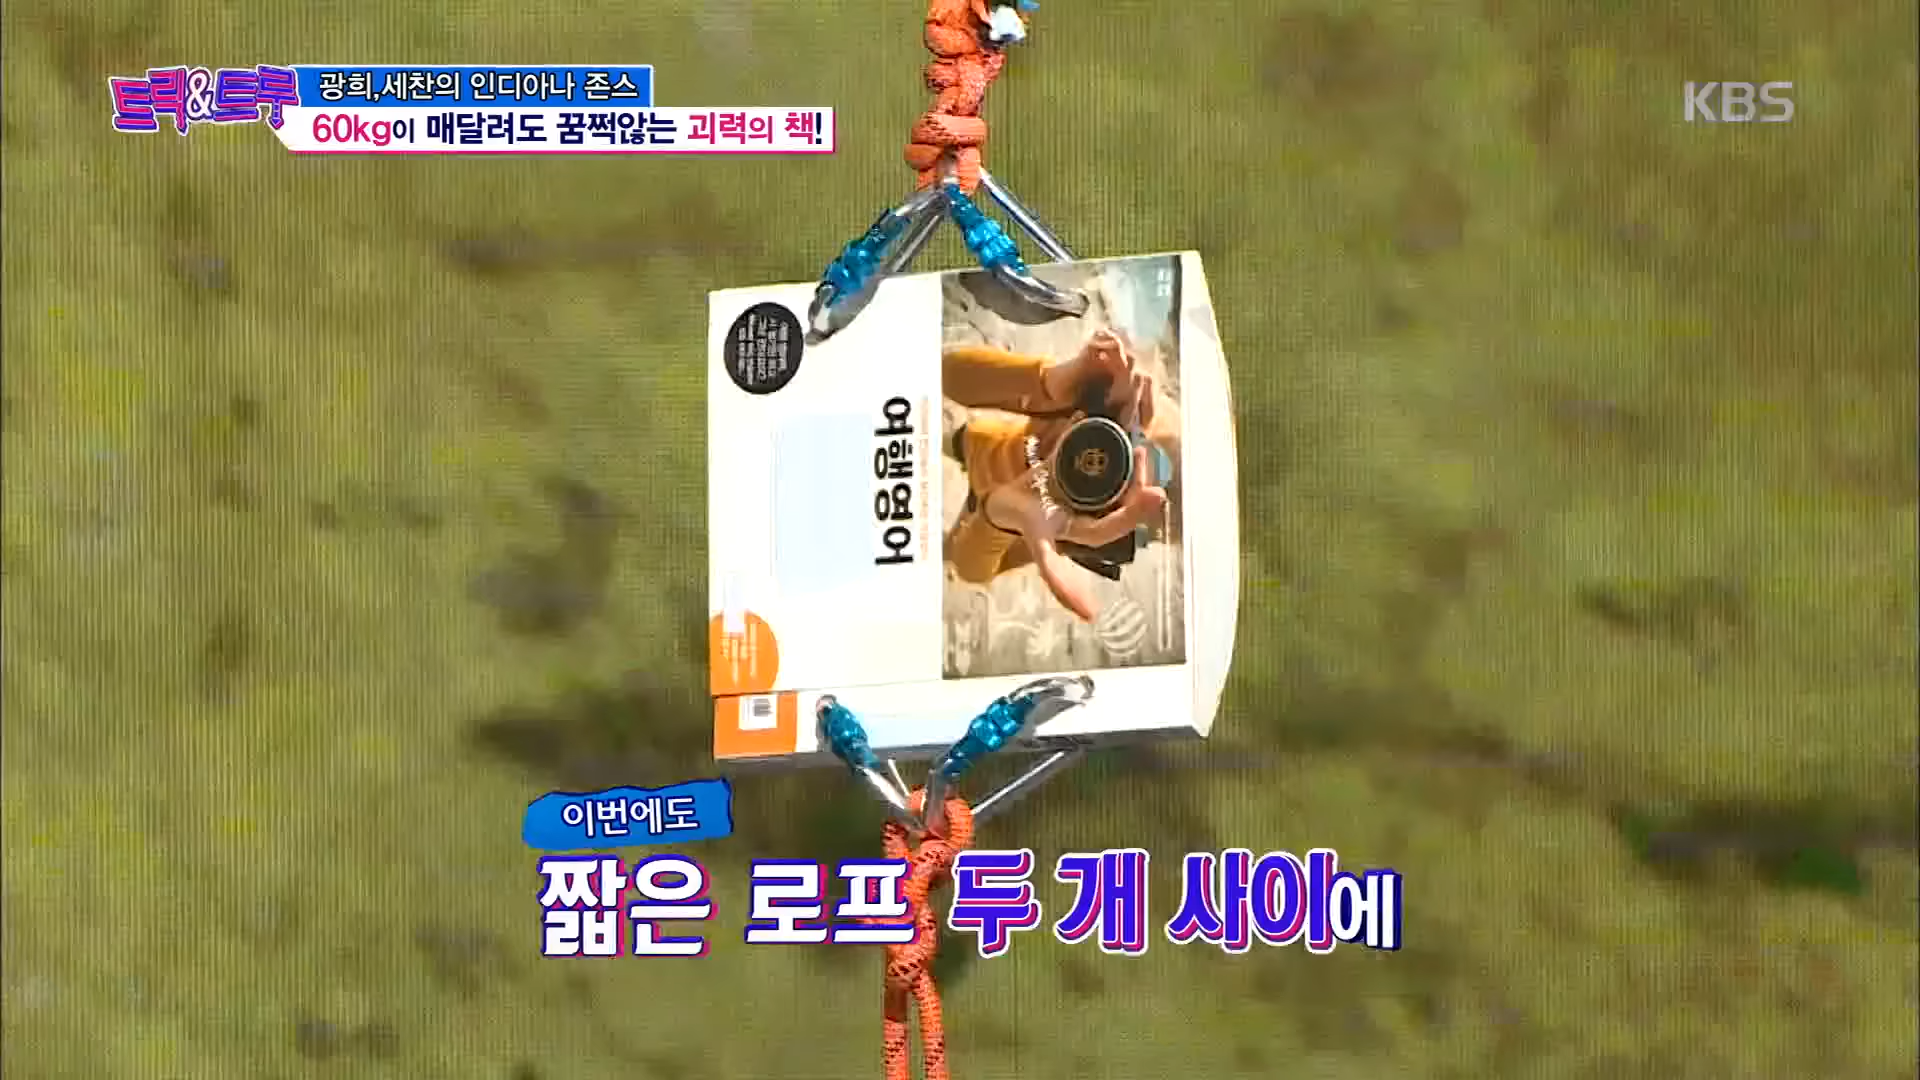 트릭&트루
광희,세찬의 인디아나 존스
60kg이 매달려도 꿈쩍않는 괴력의 책!
KBS
여행영어
이번에도
짧은 로프 두 개 사이에